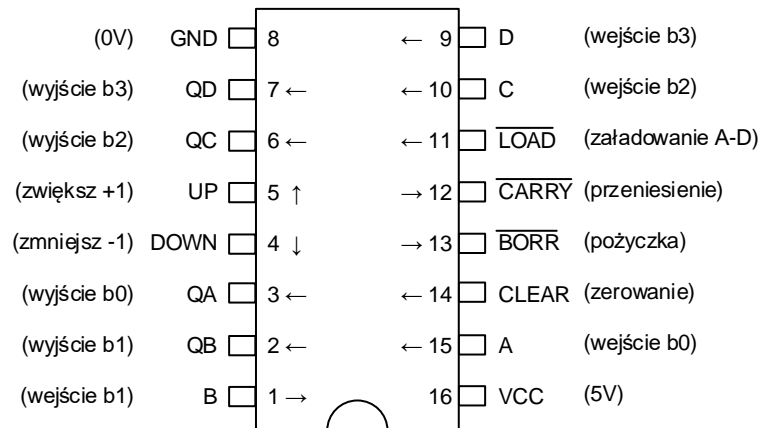 (0V) GND 8 ← 9 D (wejście b3)
(wyjście b3) QD 7 ← ← 10 C (wejście b2)
(wyjście b2) QC 6 ← ← 11 LOAD (załadowanie A-D)
(zwiększ +1) UP 5 ↑ → 12 CARRY (przeniesienie)
(zmniejsz -1) DOWN 4 ↓ → 13 BORR (pożyczka)
(wyjście b0) QA 3 ← ← 14 CLEAR (zerowanie)
(wyjście b1) QB 2 ← ← 15 A (wejście b0)
(wejście b1) B 1 → 16 VCC (5V)